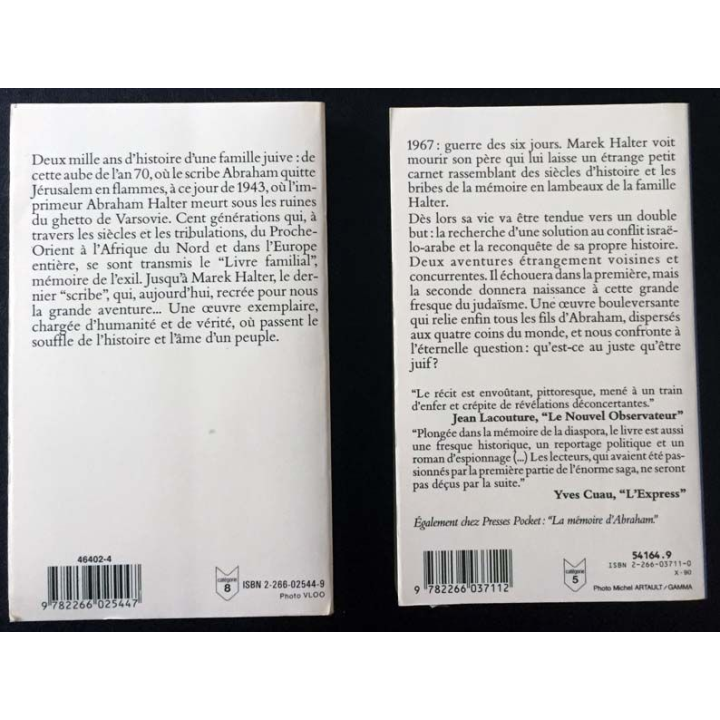 Deux mille ans d'histoire d'une famille juive : de
cette aube de l'an 70, où le scribe Abraham quitte
Jérusalem en flammes, à ce jour de 1943, où l'im-
primeur Abraham Halter meurt sous les ruines
du ghetto de Varsovie. Cent générations qui, à
travers les siècles et les tribulations, du Proche-
Orient à l'Afrique du Nord et dans l'Europe
entière, se sont transmis le "Livre familial",
mémoire de l'exil. Jusqu'à Marek Halter, le der-
nier "scribe", qui, aujourd'hui, recrée pour nous
la grande aventure... Une œuvre exemplaire,
chargée d'humanité et de vérité, où passent le
souffle de l'histoire et l'âme d'un peuple.
46402-4
9 782266 025447
catégorie
8
ISBN 2-266-02544-9
Photo VLOO
1967 : guerre des six jours. Marek Halter voit
mourir son père qui lui laisse un étrange petit
carnet rassemblant des siècles d'histoire et les
bribes de la mémoire en lambeaux de la famille
Halter.
Dès lors sa vie va être tendue vers un double
but : la recherche d'une solution au conflit israë-
lo-arabe et la reconquête de sa propre histoire.
Deux aventures étrangement voisines et
concurrentes. Il échouera dans la première, mais
la seconde donnera naissance à cette grande
fresque du judaïsme. Une œuvre bouleversante
qui relie enfin tous les fils d'Abraham, dispersés
aux quatre coins du monde, et nous confronte à
l'éternelle question : qu'est-ce au juste qu'être
juif ?
"Le récit est envoûtant, pittoresque, mené à un train
d'enfer et crépite de révélations déconcertantes."
Jean Lacouture, "Le Nouvel Observateur"
"Plongée dans la mémoire de la diaspora, le livre est aussi
une fresque historique, un reportage politique et un
roman d'espionnage (...) Les lecteurs, qui avaient été pas-
sionnés par la première partie de l'énorme saga, ne seront
pas déçus par la suite."
Yves Cuau, "L'Express"
Également chez Presses Pocket : "La mémoire d'Abraham."
9 782266 037112
catégorie
5
54164.9
ISBN 2-266-03711-0
X-90
Photo Michel ARTAULT/GAMMA